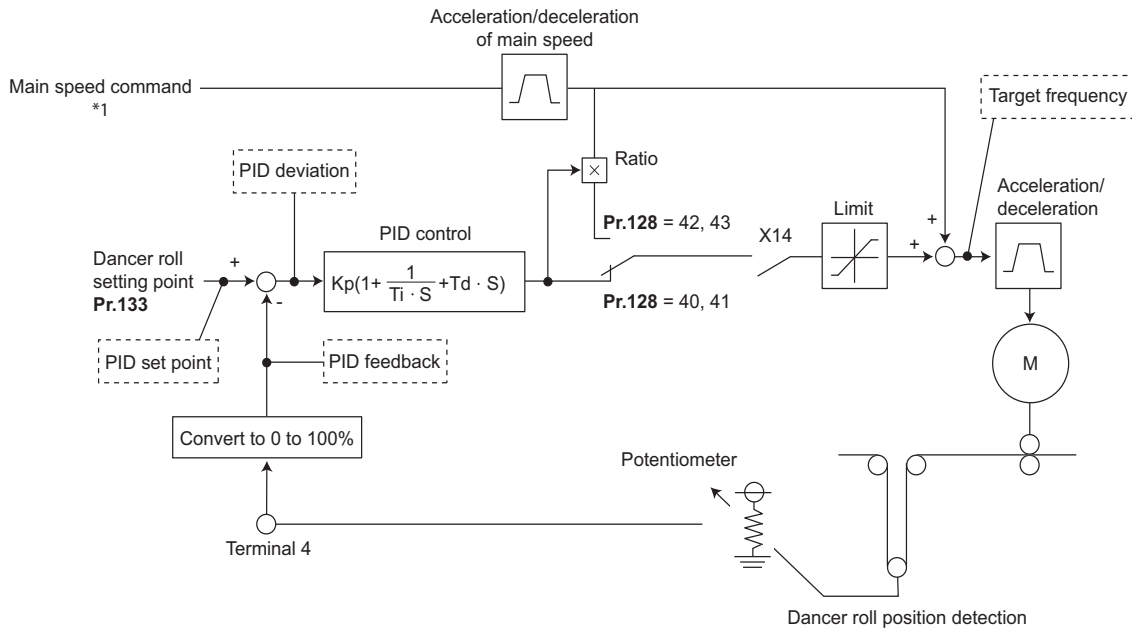 Acceleration/deceleration
of main speed
Main speed command
*1
Target frequency
PID deviation
Ratio
×
Acceleration/
deceleration
Pr.128 = 42, 43
Limit
X14
PID control
Dancer roll
setting point
Pr.133
+
-
Kp(1+ 1/(Ti · S) +Td · S)
+
+
Pr.128 = 40, 41
PID set point
PID feedback
M
Convert to 0 to 100%
Potentiometer
Terminal 4
Dancer roll position detection